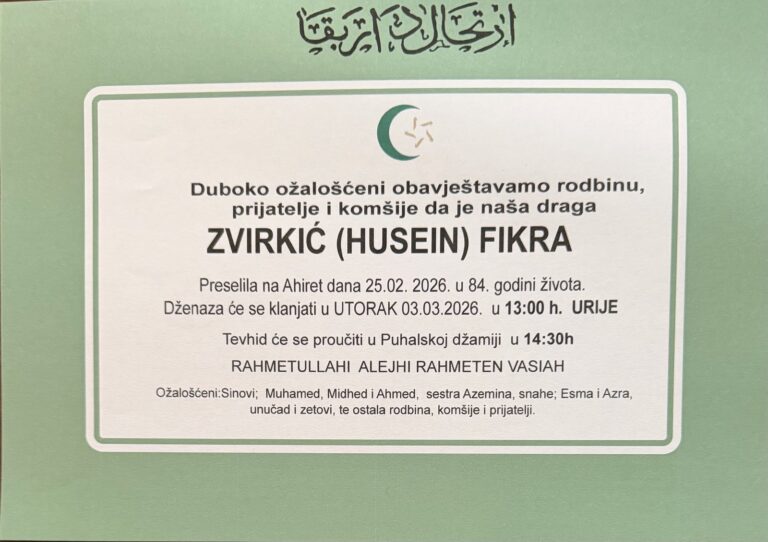 ارتحال دار بقا
Duboko ožalošćeni obavještavamo rodbinu,
prijatelje i komšije da je naša draga
ZVIRKIĆ (HUSEIN) FIKRA
Preselila na Ahiret dana 25.02. 2026. u 84. godini života.
Dženaza će se klanjati u UTORAK 03.03.2026. u 13:00 h. URIJE
Tevhid će se proučiti u Puhalskoj džamiji u 14:30h
RAHMETULLAHI ALEJHI RAHMETEN VASIAH
Ožalošćeni:Sinovi; Muhamed, Midhed i Ahmed, sestra Azemina, snahe; Esma i Azra,
unučad i zetovi, te ostala rodbina, komšije i prijatelji.